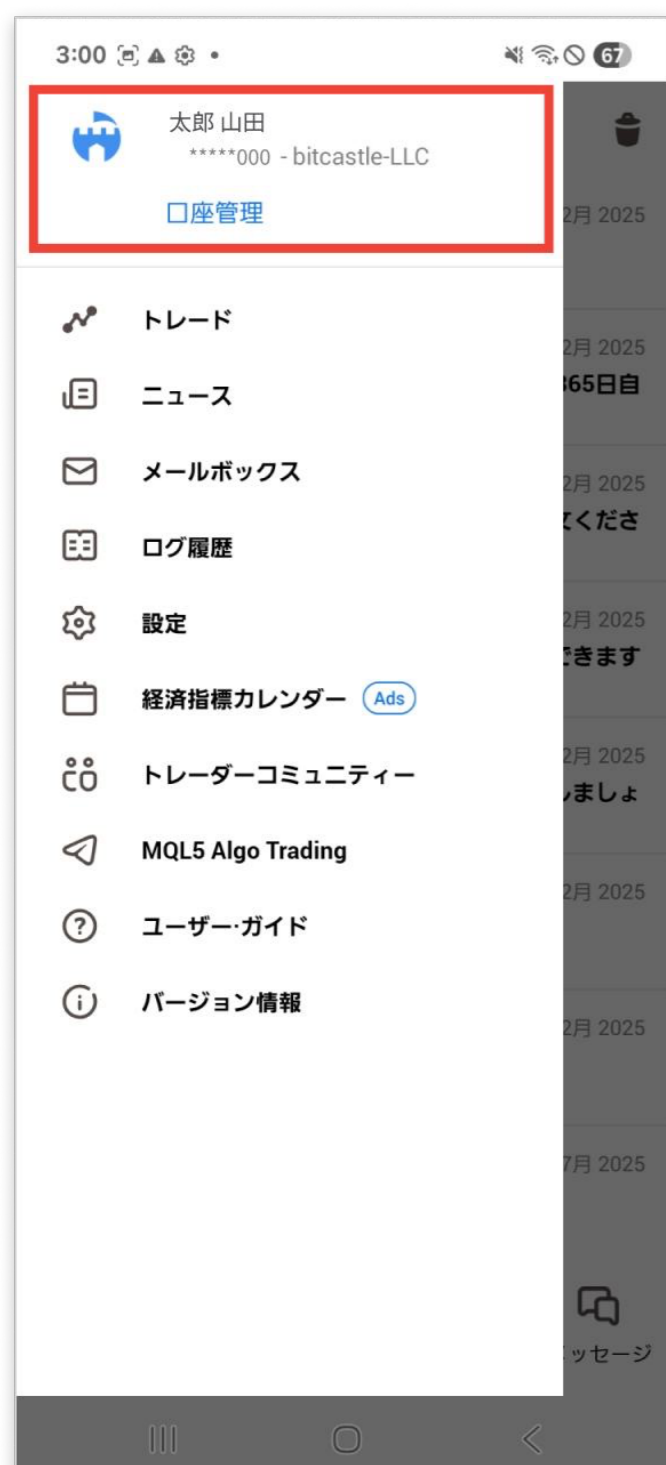 3:00
67
太郎 山田
*****000 - bitcastle-LLC
口座管理
2月 2025
トレード
2月 2025
365日自
ニュース
メールボックス
2月 2025
ください
ログ履歴
設定
2月 2025
できます
経済指標カレンダー Ads
トレーダーコミュニティー
2月 2025
しましょ
MQL5 Algo Trading
2月 2025
ユーザー·ガイド
バージョン情報
2月 2025
7月 2025
ッセージ